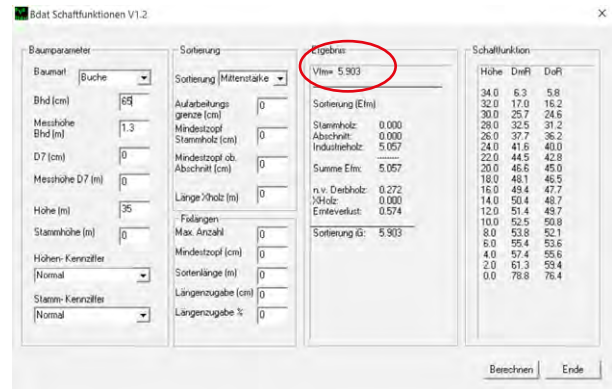 Bdat Schaftfunktionen V1.2
Baumparameter
Baumart Buche
Bhd (cm) 65
Messhöhe Bhd (m) 1.3
D7 (cm) 0
Messhöhe D7 (m) 0
Höhe (m) 35
Stammhöhe (m) 0
Höhen- Kennziffer
Normal
Stamm- Kennziffer
Normal
Sortierung
Sortierung Mittenstärke
Aufarbeitungs grenze (cm) 0
Mindestzopf Stammholz (cm) 0
Mindestzopf ob. Abschnitt (cm) 0
Länge Xholz (m) 0
Fixlängen
Max. Anzahl 0
Mindestzopf (cm) 0
Sortenlänge (m) 0
Längenzugabe (cm) 0
Längenzugabe % 0
Ergebnis
Vfm= 5.903
Sortierung (Efm)
Stammholz: 0.000
Abschnitt: 0.000
Industrieholz: 5.057
Summe Efm: 5.057
n.v. Derbholz: 0.272
XHolz: 0.000
Ernteverlust: 0.574
Sortierung iG: 5.903
Schaftfunktion
Höhe DmR DoR
34.0 6.3 5.8
32.0 17.0 16.2
30.0 25.7 24.6
28.0 32.5 31.2
26.0 37.7 36.2
24.0 41.6 40.0
22.0 44.5 42.8
20.0 46.6 45.0
18.0 48.1 46.5
16.0 49.4 47.7
14.0 50.4 48.7
12.0 51.4 49.7
10.0 52.5 50.8
8.0 53.8 52.1
6.0 55.4 53.6
4.0 57.4 55.6
2.0 61.3 59.4
0.0 78.8 76.4
Berechnen Ende